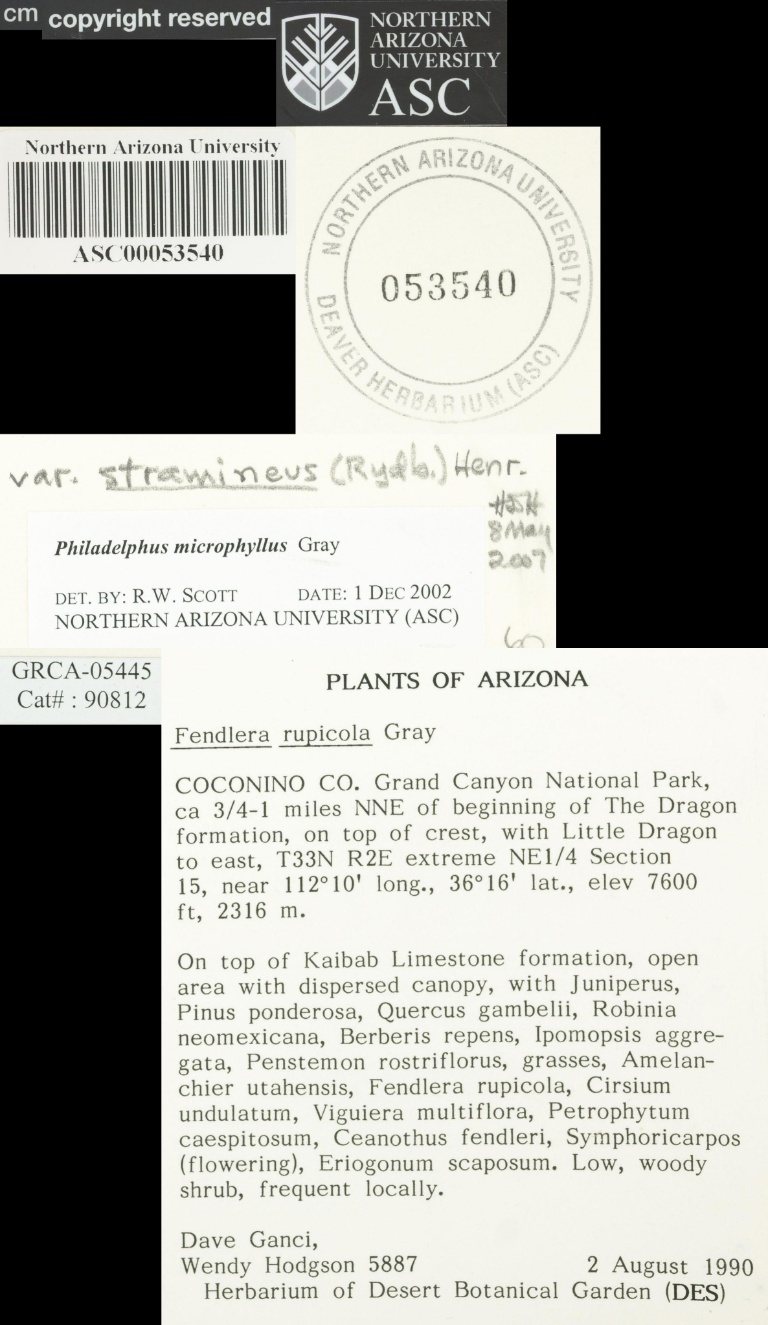 cm copyright reserved
NORTHERN
ARIZONA
UNIVERSITY
ASC
Northern Arizona University
ASC00053540
NORTHERN ARIZONA UNIVERSITY
053540
DEAVER HERBARIUM (ASC)
var. stramineus (Rydb.) Henr.
8 May
2007
Philadelphus microphyllus Gray
DET. BY: R.W. SCOTT DATE: 1 DEC 2002
NORTHERN ARIZONA UNIVERSITY (ASC)
GRCA-05445
Cat# : 90812
PLANTS OF ARIZONA
Fendlera rupicola Gray
COCONINO CO. Grand Canyon National Park,
ca 3/4-1 miles NNE of beginning of The Dragon
formation, on top of crest, with Little Dragon
to east, T33N R2E extreme NE1/4 Section
15, near 112°10' long., 36°16' lat., elev 7600
ft, 2316 m.
On top of Kaibab Limestone formation, open
area with dispersed canopy, with Juniperus,
Pinus ponderosa, Quercus gambelii, Robinia
neomexicana, Berberis repens, Ipomopsis aggre-
gata, Penstemon rostriflorus, grasses, Amelan-
chier utahensis, Fendlera rupicola, Cirsium
undulatum, Viguiera multiflora, Petrophytum
caespitosum, Ceanothus fendleri, Symphoricarpos
(flowering), Eriogonum scaposum. Low, woody
shrub, frequent locally.
Dave Ganci,
Wendy Hodgson 5887 2 August 1990
Herbarium of Desert Botanical Garden (DES)